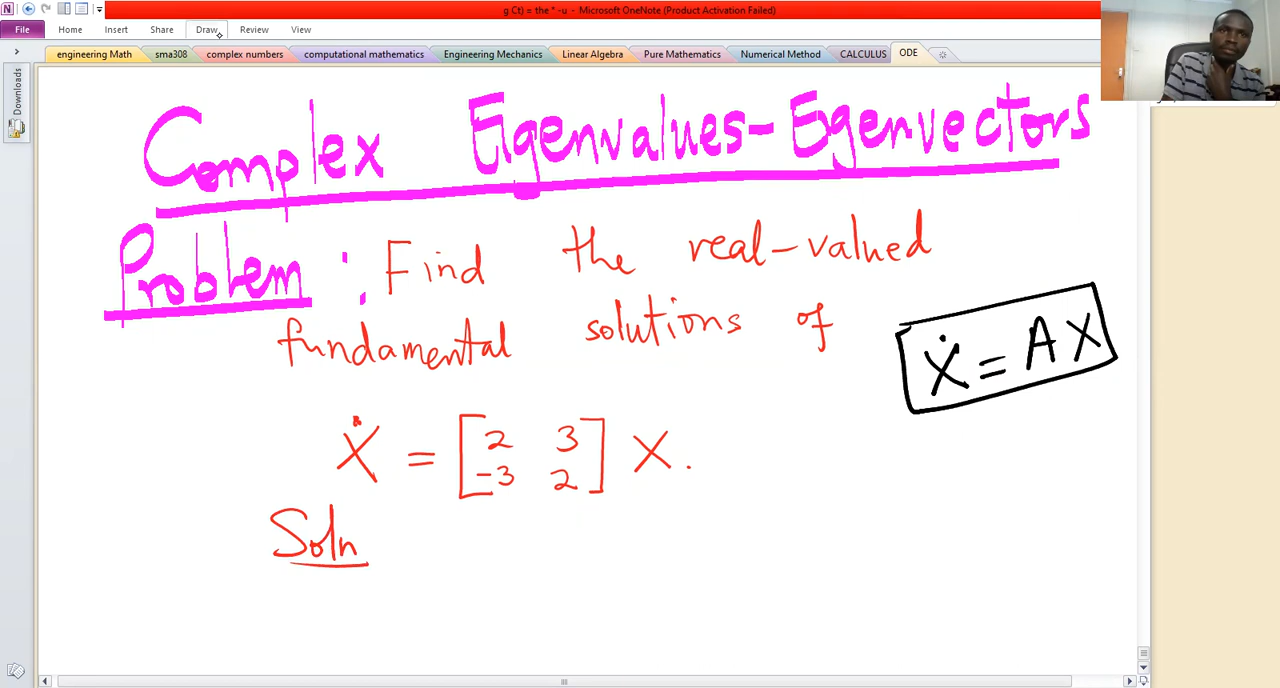 g Ct) = the * -u - Microsoft OneNote (Product Activation Failed)
File Home Insert Share Draw Review View
engineering Math sma308 complex numbers computational mathematics Engineering Mechanics Linear Algebra Pure Mathematics Numerical Method CALCULUS ODE
Downloads
Complex Eigenvalues-Eigenvectors
Problem : Find the real-valued
fundamental solutions of
Ẋ = A X
Ẋ = [2 3
-3 2] X.
Soln